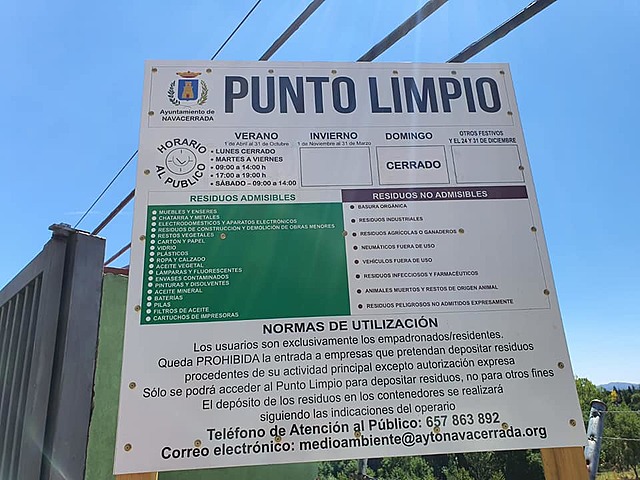 Ayuntamiento de
NAVACERRADA
PUNTO LIMPIO
HORARIO
AL PÚBLICO
VERANO
1 de Abril al 31 de Octubre
• LUNES CERRADO
• MARTES A VIERNES
• 09:00 a 14:00 h
• 17:00 a 19:00 h
• SÁBADO – 09:00 a 14:00
INVIERNO
1 de Noviembre al 31 de Marzo
DOMINGO
CERRADO
OTROS FESTIVOS
Y EL 24 Y 31 DE DICIEMBRE
RESIDUOS ADMISIBLES
MUEBLES Y ENSERES
CHATARRA Y METALES
ELECTRODOMÉSTICOS Y APARATOS ELECTRÓNICOS
RESIDUOS DE CONSTRUCCIÓN Y DEMOLICIÓN DE OBRAS MENORES
RESTOS VEGETALES
CARTON Y PAPEL
VIDRIO
PLÁSTICOS
ROPA Y CALZADO
ACEITE VEGETAL
LÁMPARAS Y FLUORESCENTES
ENVASES CONTAMINADOS
PINTURAS Y DISOLVENTES
ACEITE MINERAL
BATERÍAS
PILAS
FILTROS DE ACEITE
CARTUCHOS DE IMPRESORAS
RESIDUOS NO ADMISIBLES
BASURA ORGÁNICA
RESIDUOS INDUSTRIALES
RESIDUOS AGRÍCOLAS O GANADEROS
NEUMÁTICOS FUERA DE USO
VEHÍCULOS FUERA DE USO
RESIDUOS INFECCIOSOS Y FARMACÉUTICOS
ANIMALES MUERTOS Y RESTOS DE ORIGEN ANIMAL
RESIDUOS PELIGROSOS NO ADMITIDOS EXPRESAMENTE
NORMAS DE UTILIZACIÓN
Los usuarios son exclusivamente los empadronados/residentes.
Queda PROHIBIDA la entrada a empresas que pretendan depositar residuos
procedentes de su actividad principal excepto autorización expresa
Sólo se podrá acceder al Punto Limpio para depositar residuos, no para otros fines
El depósito de los residuos en los contenedores se realizará
siguiendo las indicaciones del operario
Teléfono de Atención al Público: 657 863 892
Correo electrónico: medioambiente@aytonavacerrada.org